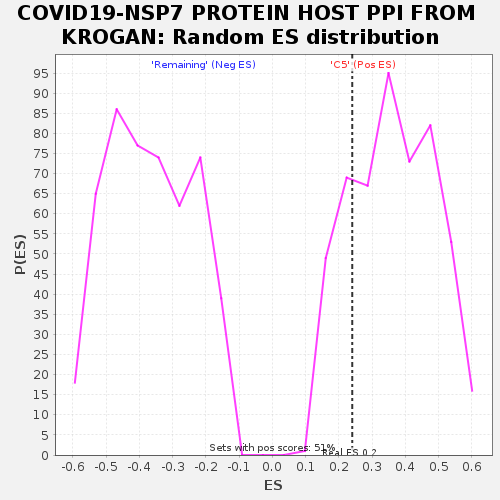 COVID19-NSP7 PROTEIN HOST PPI FROM
KROGAN: Random ES distribution
'Remaining' (Neg ES)
'C5' (Pos ES)
P(ES)
95
90
85
80
75
70
65
60
55
50
45
40
35
30
25
20
15
10
5
0
Sets with pos scores: 51%
Real ES 0.2
-0.6 -0.5 -0.4 -0.3 -0.2 -0.1 0.0 0.1 0.2 0.3 0.4 0.5 0.6
ES